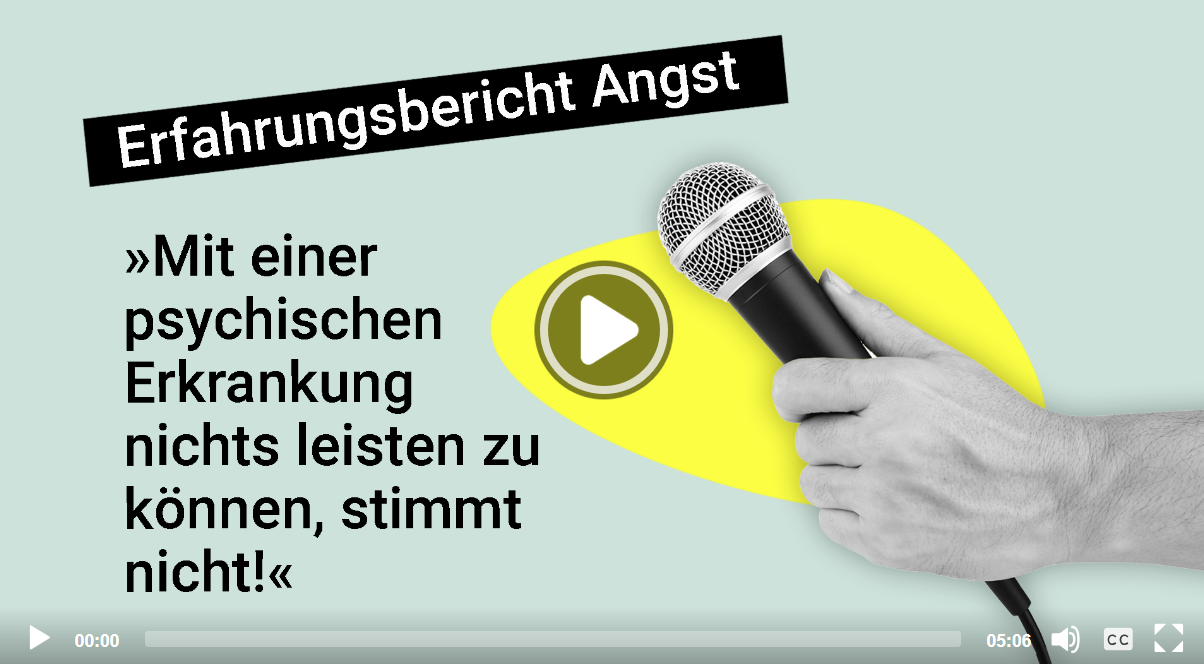 Erfahrungsbericht Angst
»Mit einer
psychischen
Erkrankung
nichts leisten zu
können, stimmt
nicht!«
00:00
05:06
CC